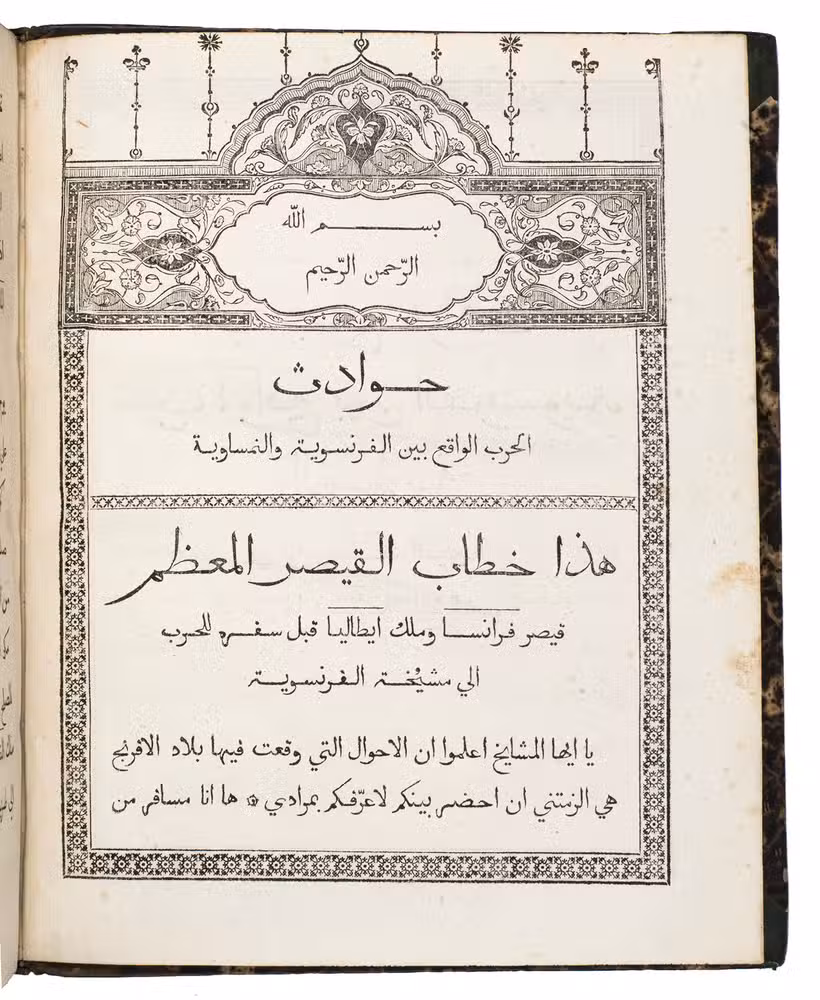 بسم الله
الرّحمن الرّحيم
حوادث
الحرب الواقع بين الفرنسوية والنمساوية
هذا خطاب القيصر المعظم
قيصر فرانسا وملك ايطاليا قبل سفره للحرب
الي مشيخته الفرنسوية
يا ايها المشايخ اعلموا ان الاحوال التي وقعت فيها بلاد الافرنج
هي الزمتني ان احضر بينكم لاعرّفكم بمرادي ۞ ها انا مسافر من